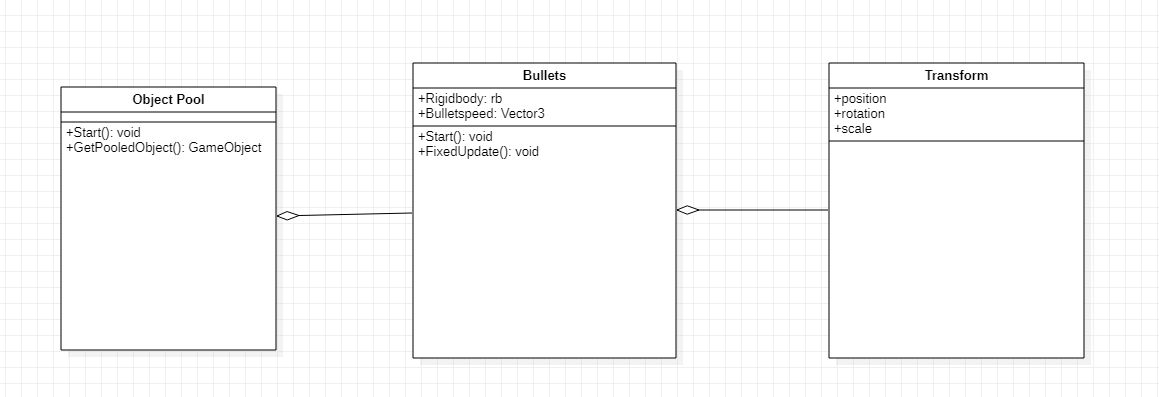 Object Pool
+Start(): void
+GetPooledObject(): GameObject
Bullets
+Rigidbody: rb
+Bulletspeed: Vector3
+Start(): void
+FixedUpdate(): void
Transform
+position
+rotation
+scale